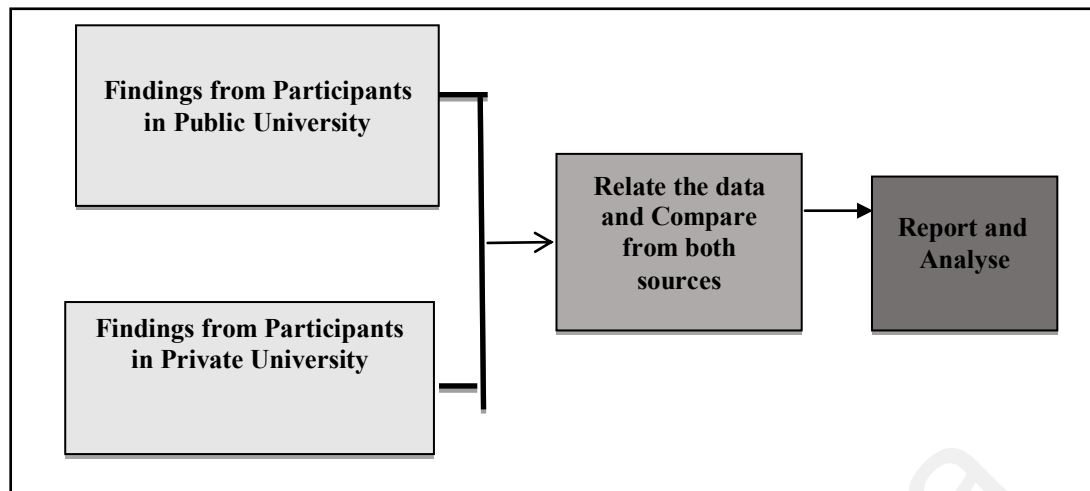 Findings from Participants
in Public University
Findings from Participants
in Private University
Relate the data
and Compare
from both
sources
Report and
Analyse